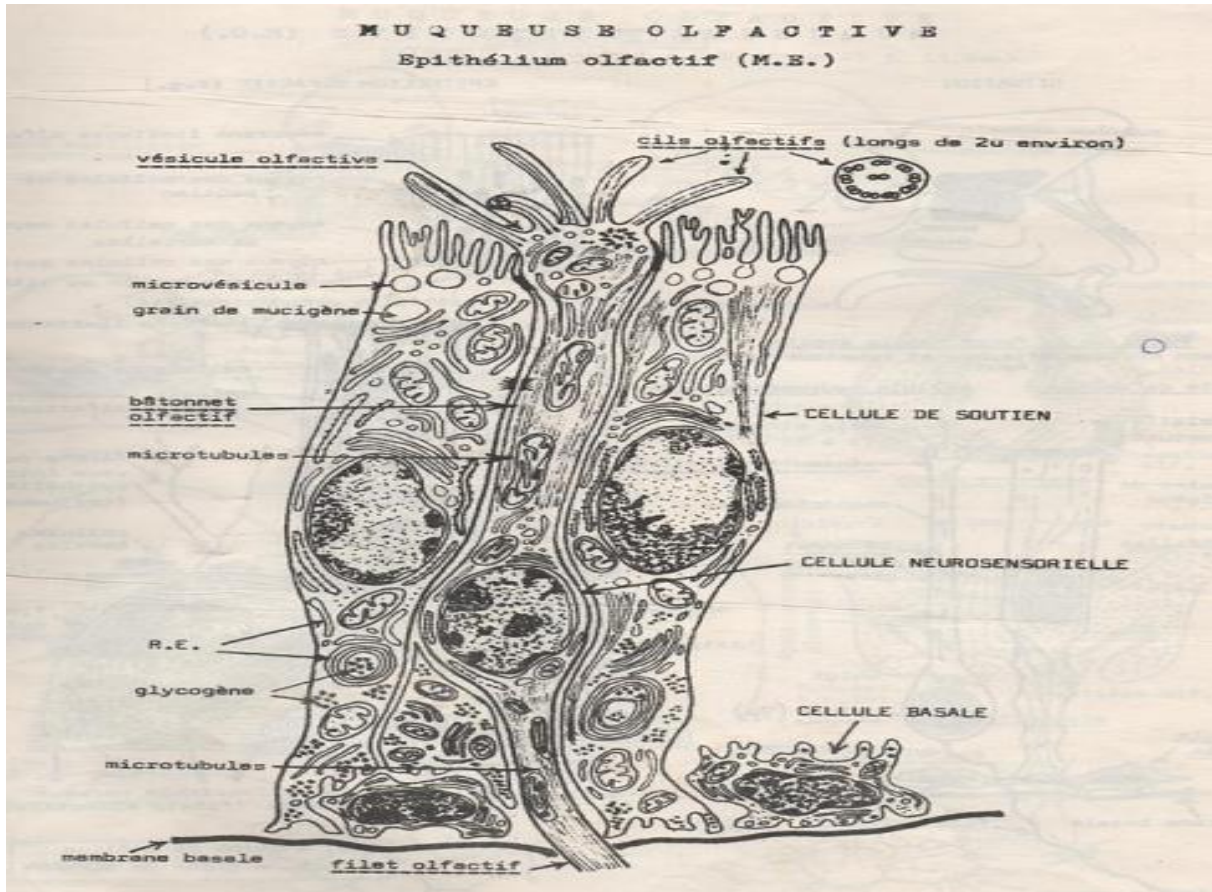 MUQUEUSE OLFACTIVE
Epithélium olfactif (M.E.)
cils olfactifs (longs de 2u environ)
vésicule olfactive
microvésicule
grain de mucigène
bâtonnet
olfactif
CELLULE DE SOUTIEN
microtubules
CELLULE NEUROSENSORIELLE
R.E.
glycogène
CELLULE BASALE
microtubules
membrane basale
filet olfactif